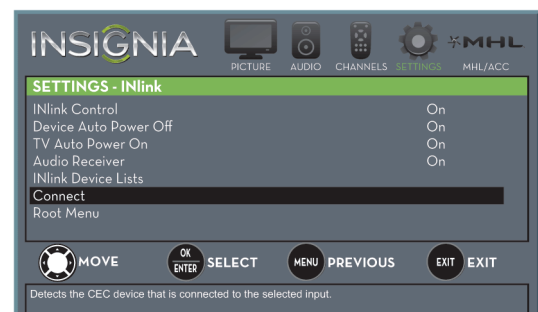 INSIGNIA
PICTURE AUDIO CHANNELS SETTINGS MHL MHL/ACC
SETTINGS - INlink
INlink Control On
Device Auto Power Off On
TV Auto Power On On
Audio Receiver On
INlink Device Lists
Connect
Root Menu
MOVE OK ENTER SELECT MENU PREVIOUS EXIT EXIT
Detects the CEC device that is connected to the selected input.